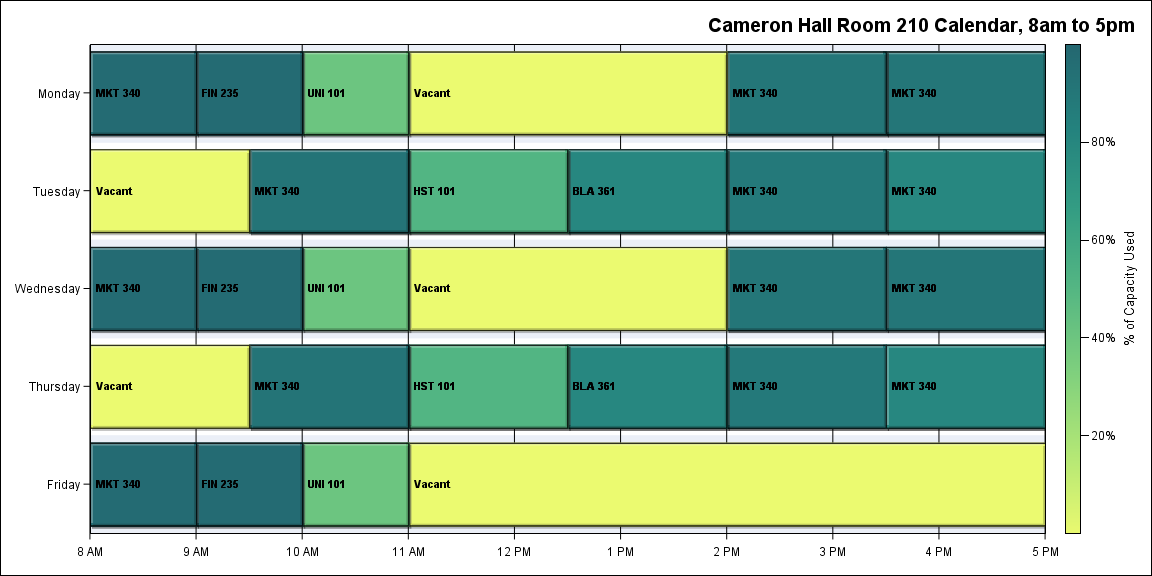 Cameron Hall Room 210 Calendar, 8am to 5pm
Monday
MKT 340
FIN 235
UNI 101
Vacant
MKT 340
MKT 340
Tuesday
Vacant
MKT 340
HST 101
BLA 361
MKT 340
MKT 340
Wednesday
MKT 340
FIN 235
UNI 101
Vacant
MKT 340
MKT 340
Thursday
Vacant
MKT 340
HST 101
BLA 361
MKT 340
MKT 340
Friday
MKT 340
FIN 235
UNI 101
Vacant
8 AM
9 AM
10 AM
11 AM
12 PM
1 PM
2 PM
3 PM
4 PM
5 PM
80%
60%
40%
20%
% of Capacity Used